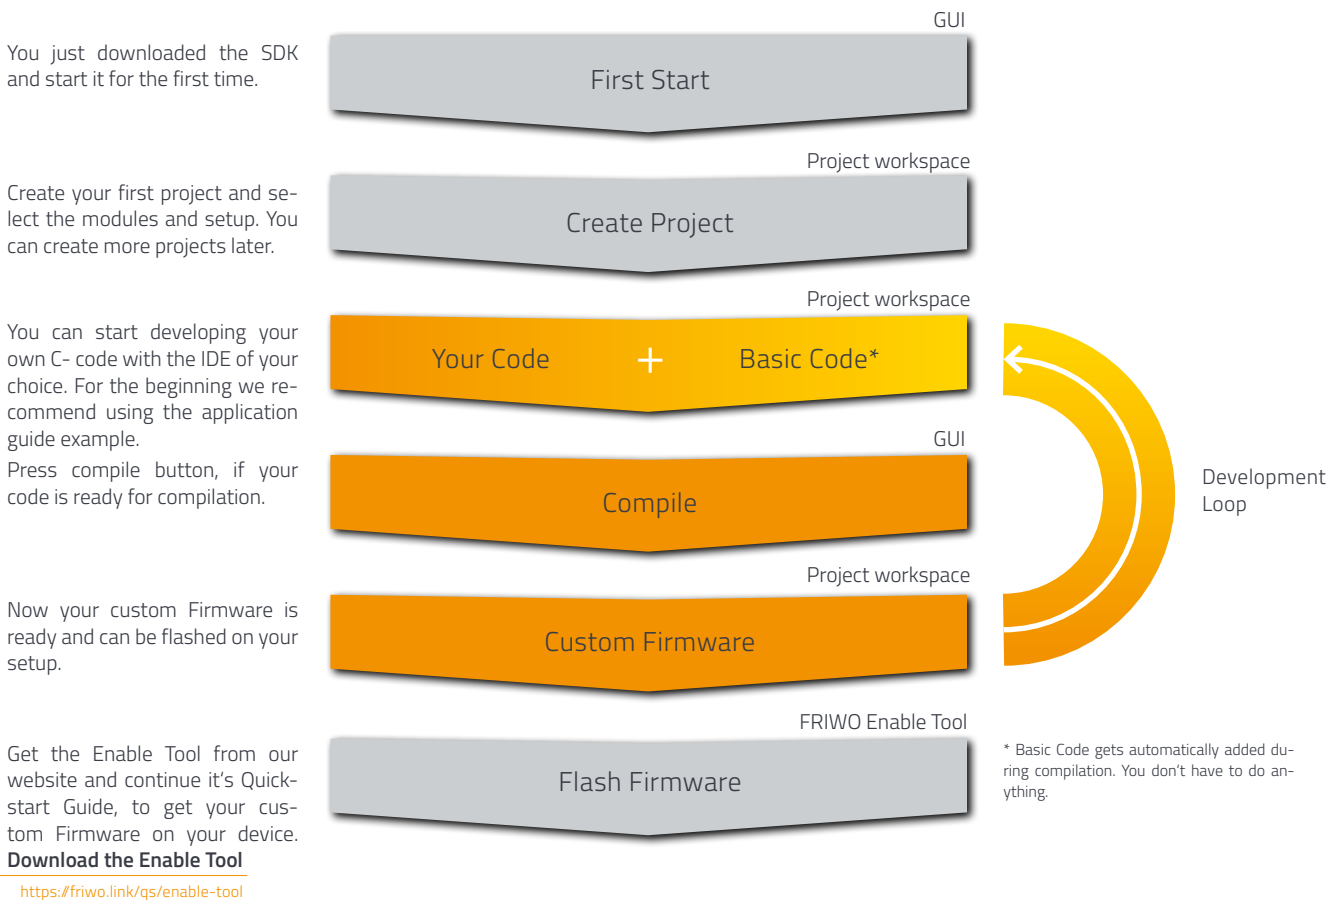 GUI
You just downloaded the SDK
and start it for the first time.
First Start
Project workspace
Create your first project and se-
lect the modules and setup. You
can create more projects later.
Create Project
Project workspace
You can start developing your
own C- code with the IDE of your
choice. For the beginning we re-
commend using the application
guide example.
Your Code + Basic Code*
GUI
Press compile button, if your
code is ready for compilation.
Compile
Development
Loop
Project workspace
Now your custom Firmware is
ready and can be flashed on your
setup.
Custom Firmware
FRIWO Enable Tool
Get the Enable Tool from our
website and continue it's Quick-
start Guide, to get your cus-
tom Firmware on your device.
Download the Enable Tool
https://friwo.link/qs/enable-tool
Flash Firmware
* Basic Code gets automatically added du-
ring compilation. You don't have to do an-
ything.